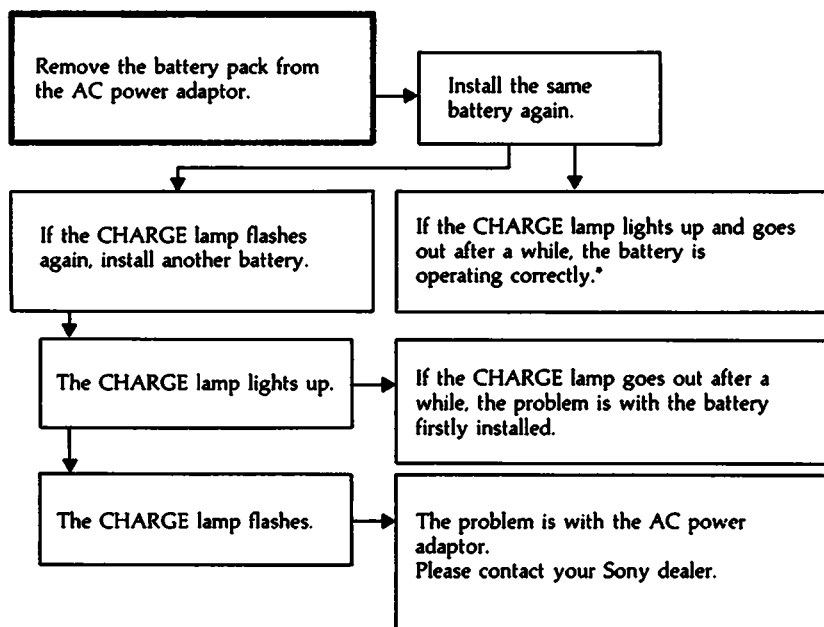 Remove the battery pack from
the AC power adaptor.
Install the same
battery again.
If the CHARGE lamp flashes
again, install another battery.
If the CHARGE lamp lights up and goes
out after a while, the battery is
operating correctly.*
The CHARGE lamp lights up.
If the CHARGE lamp goes out after a
while, the problem is with the battery
firstly installed.
The CHARGE lamp flashes.
The problem is with the AC power
adaptor.
Please contact your Sony dealer.